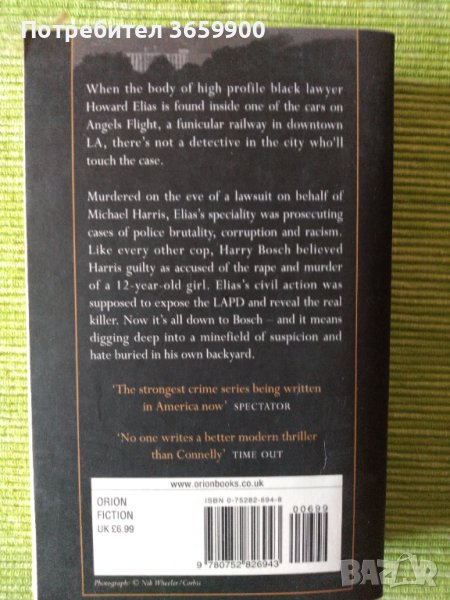 Потребител 3659900
When the body of high profile black lawyer
Howard Elias is found inside one of the cars on
Angels Flight, a funicular railway in downtown
LA, there's not a detective in the city who'll
touch the case.
Murdered on the eve of a lawsuit on behalf of
Michael Harris, Elias's speciality was prosecuting
cases of police brutality, corruption and racism.
Like every other cop, Harry Bosch believed
Harris guilty as accused of the rape and murder
of a 12-year-old girl. Elias's civil action was
supposed to expose the LAPD and reveal the real
killer. Now it's all down to Bosch – and it means
digging deep into a minefield of suspicion and
hate buried in his own backyard.
'The strongest crime series being written
in America now' SPECTATOR
'No one writes a better modern thriller
than Connelly' TIME OUT
www.orionbooks.co.uk
ORION
FICTION
UK £6.99
ISBN 0-75282-694-8
00699
9 780752 826943
Photograph: © Nik Wheeler/Corbis
BAZAR
bg